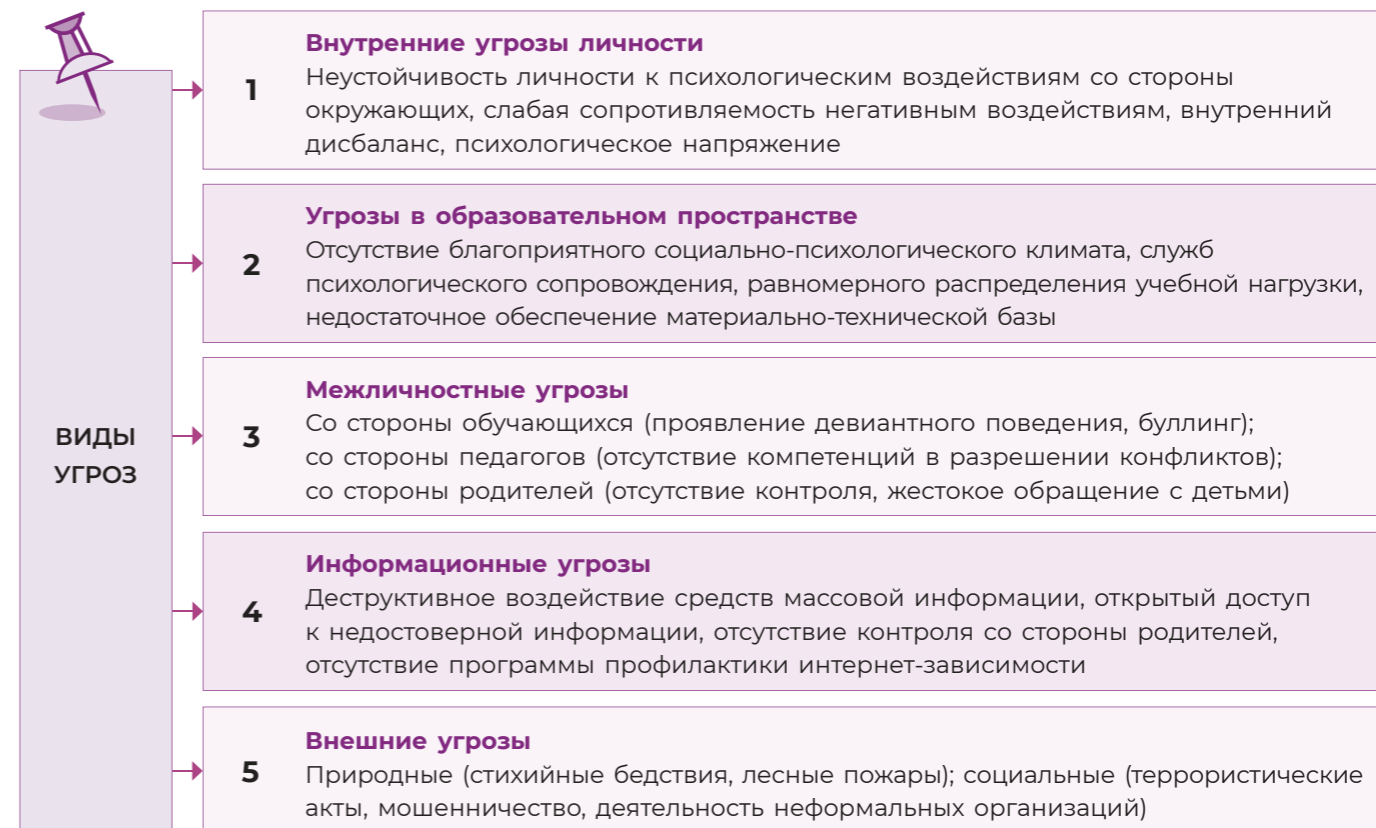 ВИДЫ
УГРОЗ
1
Внутренние угрозы личности
Неустойчивость личности к психологическим воздействиям со стороны
окружающих, слабая сопротивляемость негативным воздействиям, внутренний
дисбаланс, психологическое напряжение
2
Угрозы в образовательном пространстве
Отсутствие благоприятного социально-психологического климата, служб
психологического сопровождения, равномерного распределения учебной нагрузки,
недостаточное обеспечение материально-технической базы
3
Межличностные угрозы
Со стороны обучающихся (проявление девиантного поведения, буллинг);
со стороны педагогов (отсутствие компетенций в разрешении конфликтов);
со стороны родителей (отсутствие контроля, жестокое обращение с детьми)
4
Информационные угрозы
Деструктивное воздействие средств массовой информации, открытый доступ
к недостоверной информации, отсутствие контроля со стороны родителей,
отсутствие программы профилактики интернет-зависимости
5
Внешние угрозы
Природные (стихийные бедствия, лесные пожары); социальные (террористические
акты, мошенничество, деятельность неформальных организаций)